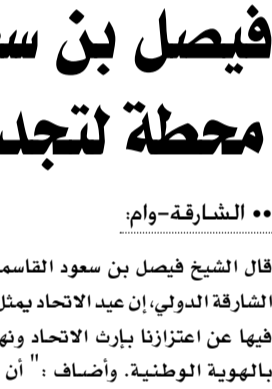 فيصل بن سع
محطة لتجد
•• الشارقة-وام:
قال الشيخ فيصل بن سعود القاسم
الشارقة الدولي، إن عيد الاتحاد يمثل
فيها عن اعتزازنا بإرث الاتحاد ونه
بالهوية الوطنية. وأضاف :" أن